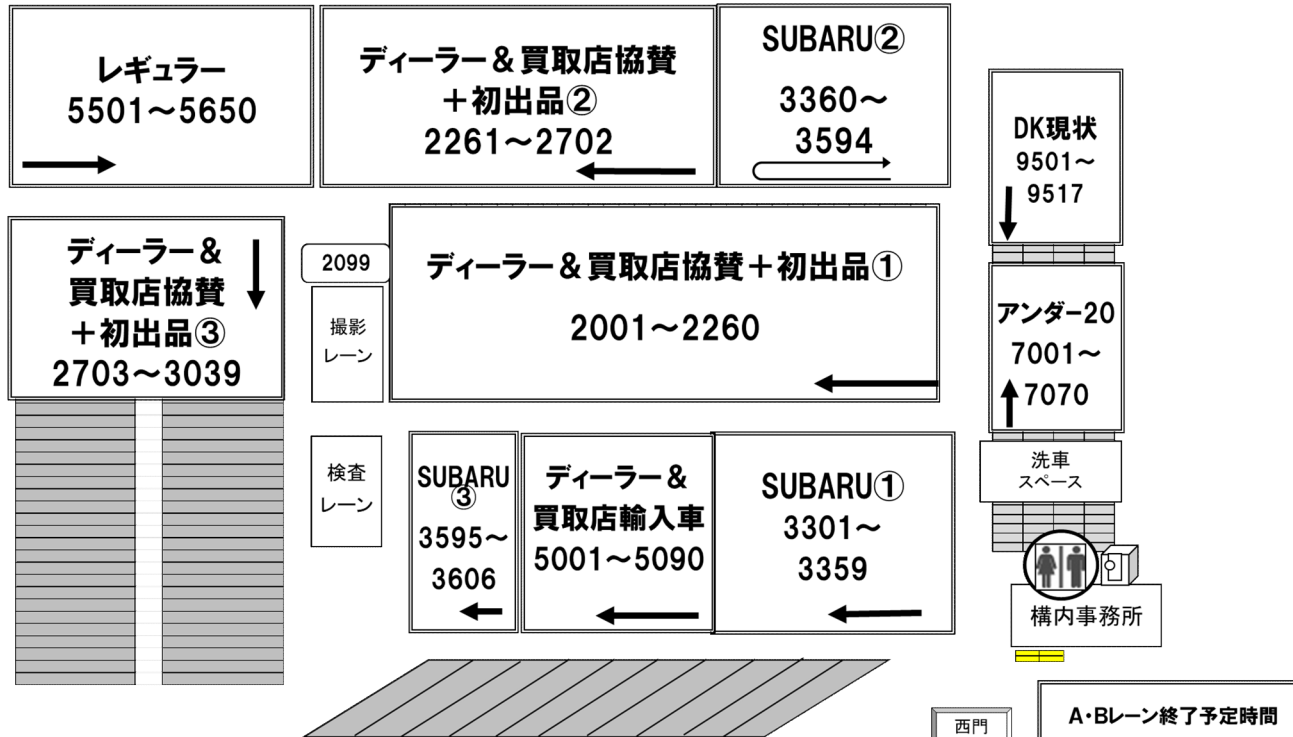 レギュラー
5501～5650
ディーラー＆買取店協賛
＋初出品②
2261～2702
SUBARU②
3360～
3594
DK現状
9501～
9517
ディーラー＆
買取店協賛
＋初出品③
2703～3039
2099
撮影
レーン
ディーラー＆買取店協賛＋初出品①
2001～2260
アンダー20
7001～
7070
検査
レーン
SUBARU
③
3595～
3606
ディーラー＆
買取店輸入車
5001～5090
SUBARU①
3301～
3359
洗車
スペース
構内事務所
西門
A・Bレーン終了予定時間